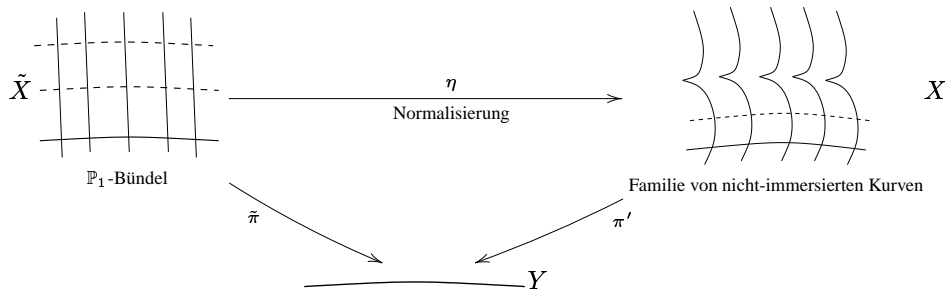 X̃
η
Normalisierung
X
ℙ₁-Bündel
Familie von nicht-immersierten Kurven
π̃
π′
Y